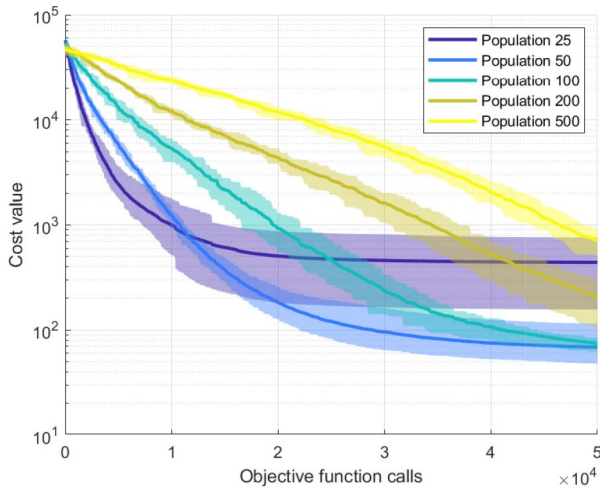 10^5
10^4
10^3
10^2
10^1
Cost value
Population 25
Population 50
Population 100
Population 200
Population 500
0 1 2 3 4 5
×10^4
Objective function calls